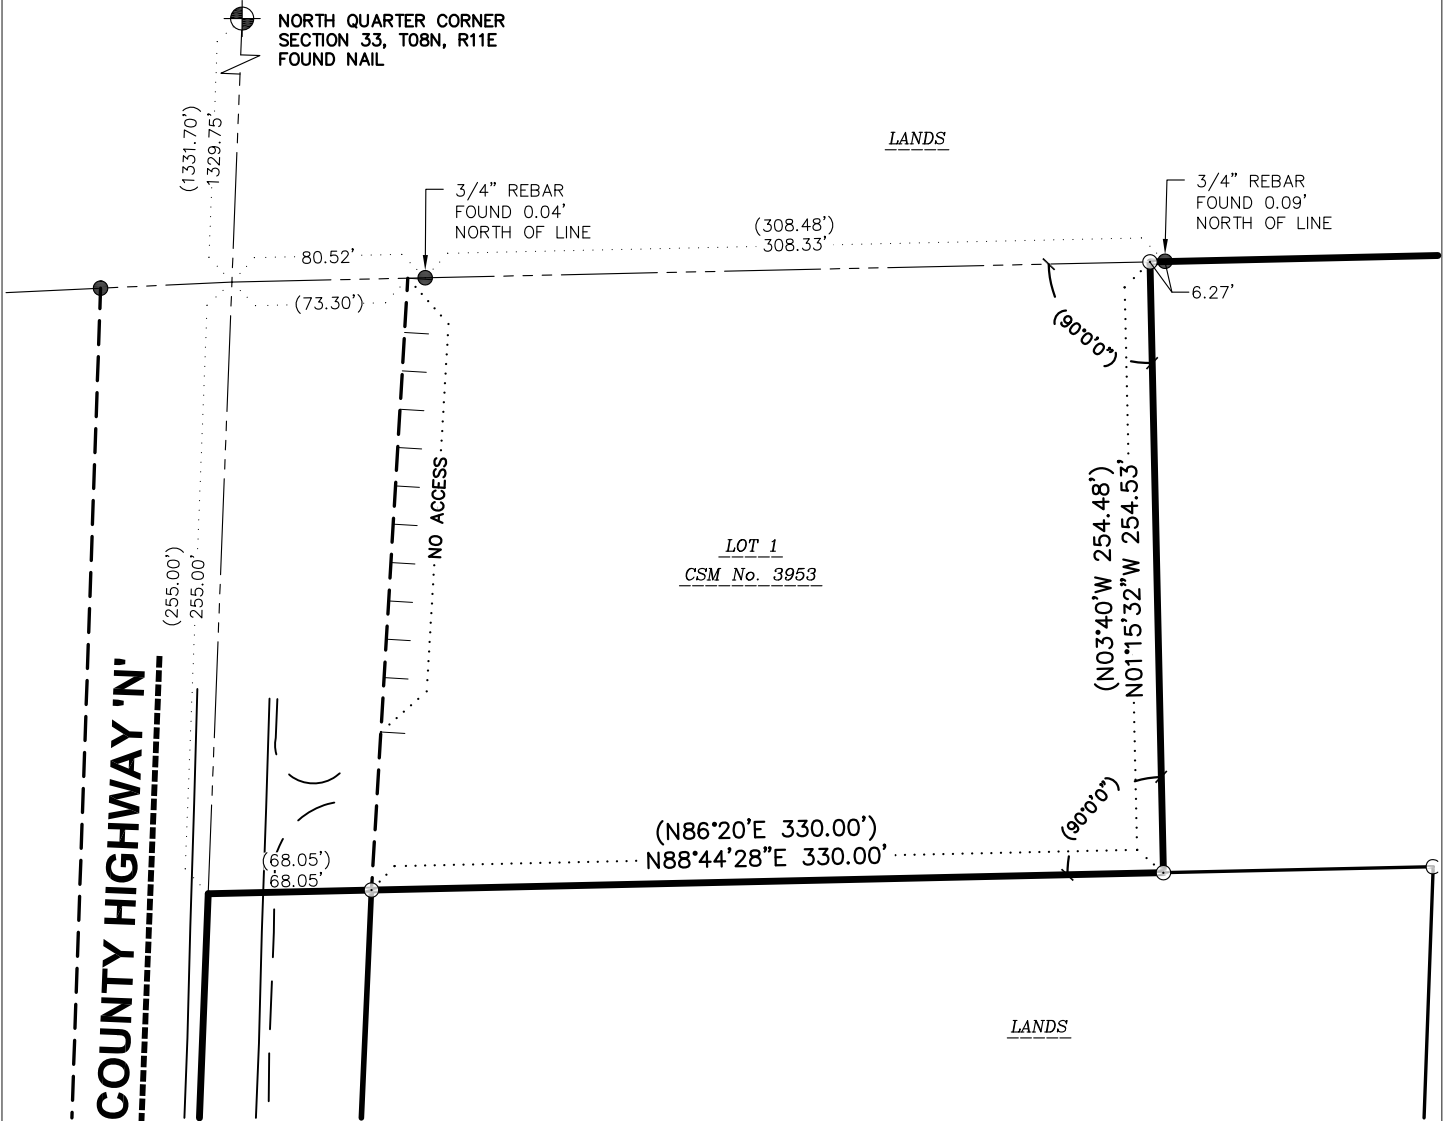 NORTH QUARTER CORNER
SECTION 33, T08N, R11E
FOUND NAIL
(1331.70')
1329.75'
LANDS
3/4" REBAR
FOUND 0.04'
NORTH OF LINE
(308.48')
308.33'
3/4" REBAR
FOUND 0.09'
NORTH OF LINE
80.52'
(73.30')
6.27'
(90°0'0")
NO ACCESS
(N03°40'W 254.48')
N01°15'32"W 254.53'
LOT 1
CSM No. 3953
(255.00')
255.00'
COUNTY HIGHWAY 'N'
(90°0'0")
(N86°20'E 330.00')
N88°44'28"E 330.00'
(68.05')
68.05'
LANDS